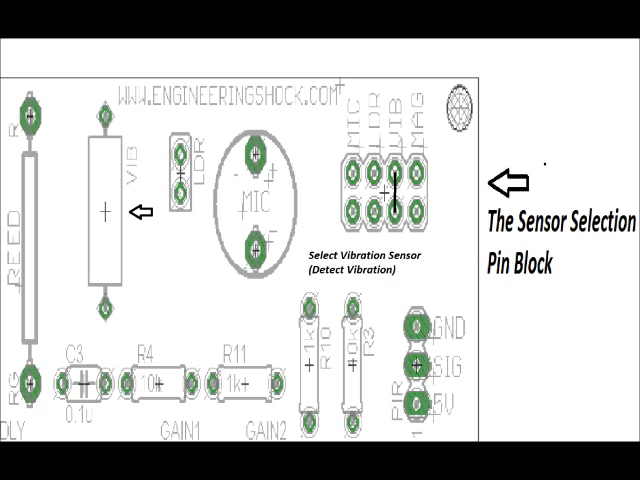 WWW.ENGINEERINGSHOCK.COM
MIC
LDR
VIB
MAG
R
VIB
LDR
MIC
REED
The Sensor Selection
Pin Block
Select Vibration Sensor
(Detect Vibration)
C3
R4
R11
R10
R3
10k
1k
1k
0.1u
GND
SIG
5V
PIR
1
DLY
GAIN1
GAIN2